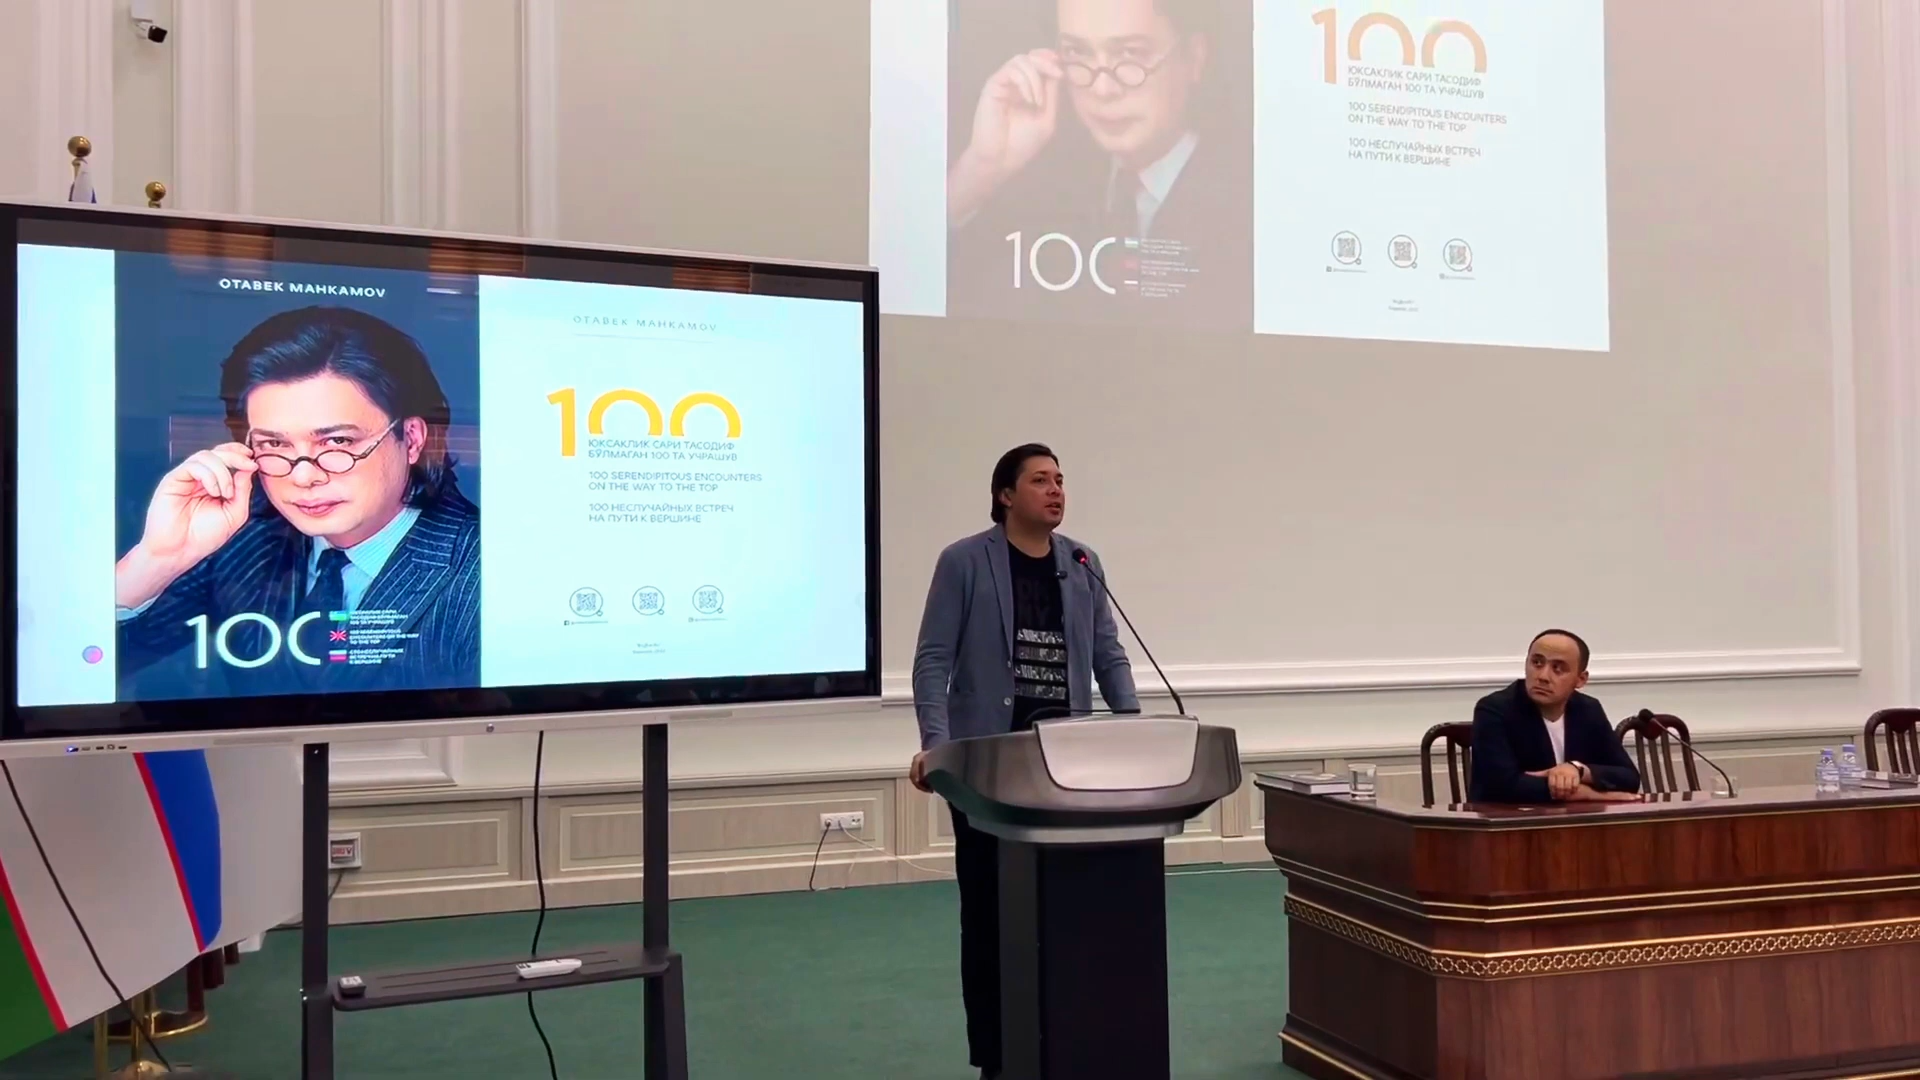 OTABEK MAHKAMOV
100
OTABEK MAHKAMOV
100
ЮКСАКЛИК САРИ ТАСОДИФ
БЎЛМАГАН 100 ТА УЧРАШУВ
100 SERENDIPITOUS ENCOUNTERS
ON THE WAY TO THE TOP
100 НЕСЛУЧАЙНЫХ ВСТРЕЧ
НА ПУТИ К ВЕРШИНЕ
100
100
ЮКСАКЛИК САРИ ТАСОДИФ
БЎЛМАГАН 100 ТА УЧРАШУВ
100 SERENDIPITOUS ENCOUNTERS
ON THE WAY TO THE TOP
100 НЕСЛУЧАЙНЫХ ВСТРЕЧ
НА ПУТИ К ВЕРШИНЕ